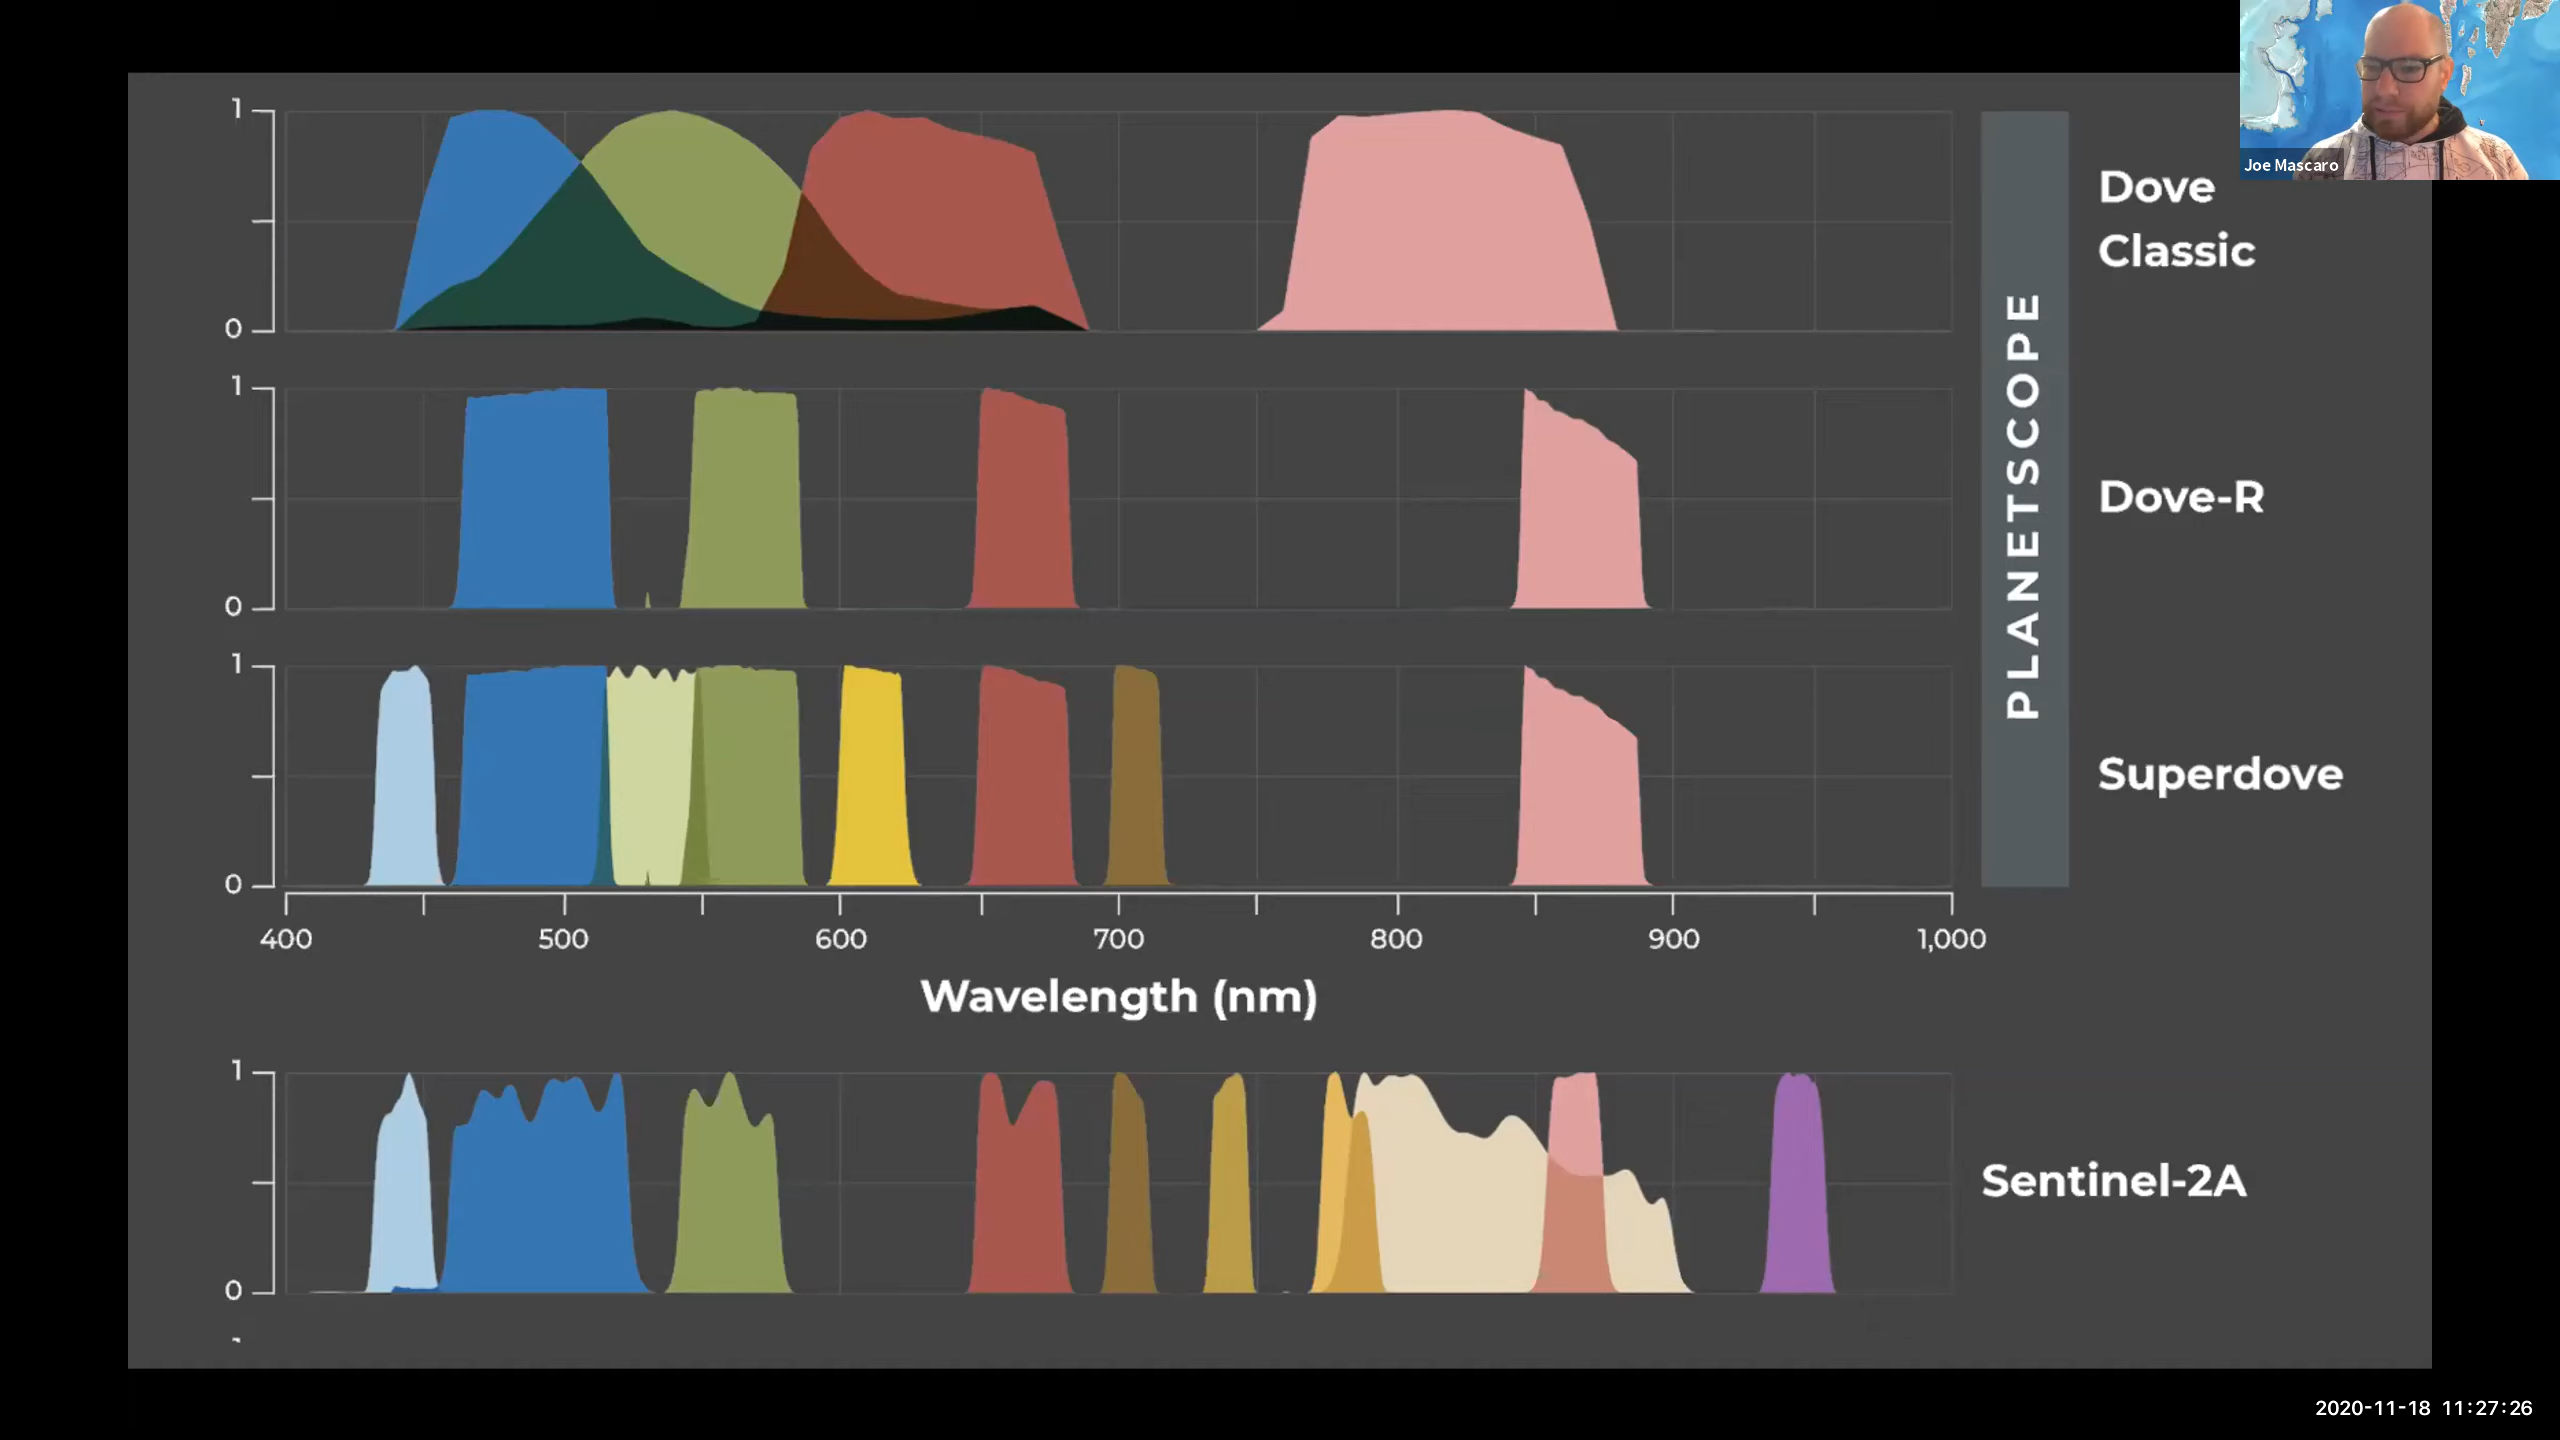 Joe Mascaro
1
0
Dove
Classic
1
0
Dove-R
1
0
Superdove
PLANETSCOPE
400 500 600 700 800 900 1,000
Wavelength (nm)
1
0
Sentinel-2A
2020-11-18 11:27:26